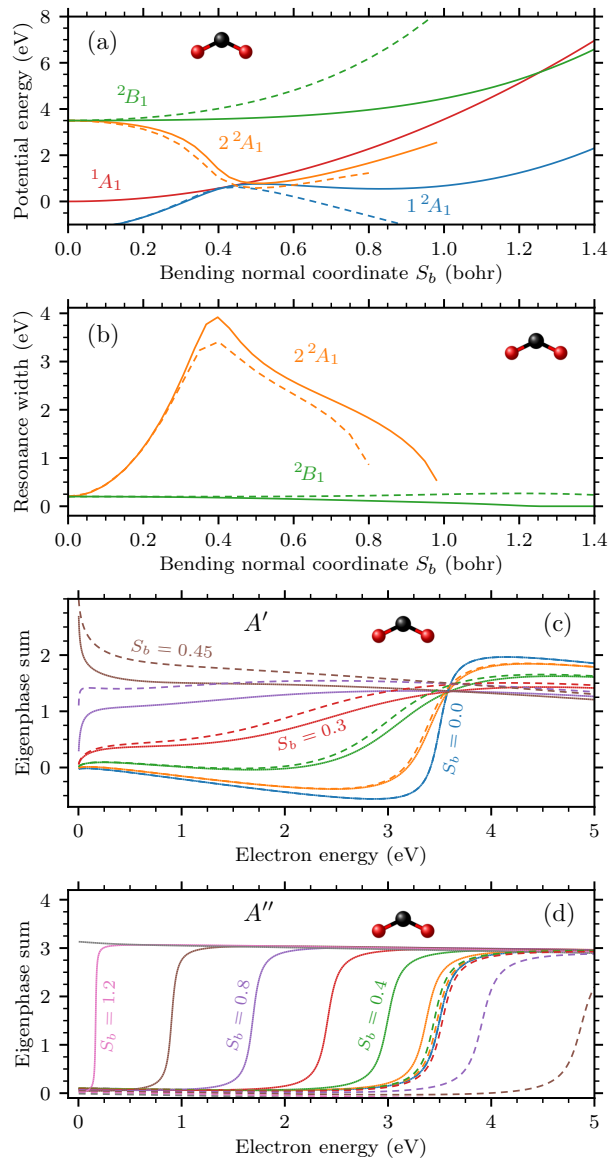 (a)
Potential energy (eV)
8
6
4
2
0
²B₁
2 ²A₁
¹A₁
1 ²A₁
0.0 0.2 0.4 0.6 0.8 1.0 1.2 1.4
Bending normal coordinate S_b (bohr)
(b)
Resonance width (eV)
4
3
2
1
0
2 ²A₁
²B₁
0.0 0.2 0.4 0.6 0.8 1.0 1.2 1.4
Bending normal coordinate S_b (bohr)
A′
(c)
Eigenphase sum
2
1
0
S_b = 0.45
S_b = 0.3
S_b = 0.0
0 1 2 3 4 5
Electron energy (eV)
A″
(d)
Eigenphase sum
4
3
2
1
0
S_b = 1.2
S_b = 0.8
S_b = 0.4
0 1 2 3 4 5
Electron energy (eV)